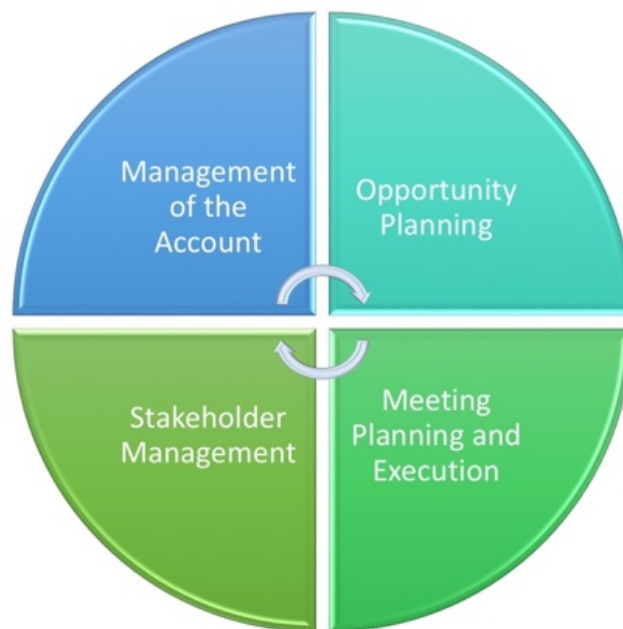 Management
of the
Account
Opportunity
Planning
Stakeholder
Management
Meeting
Planning and
Execution